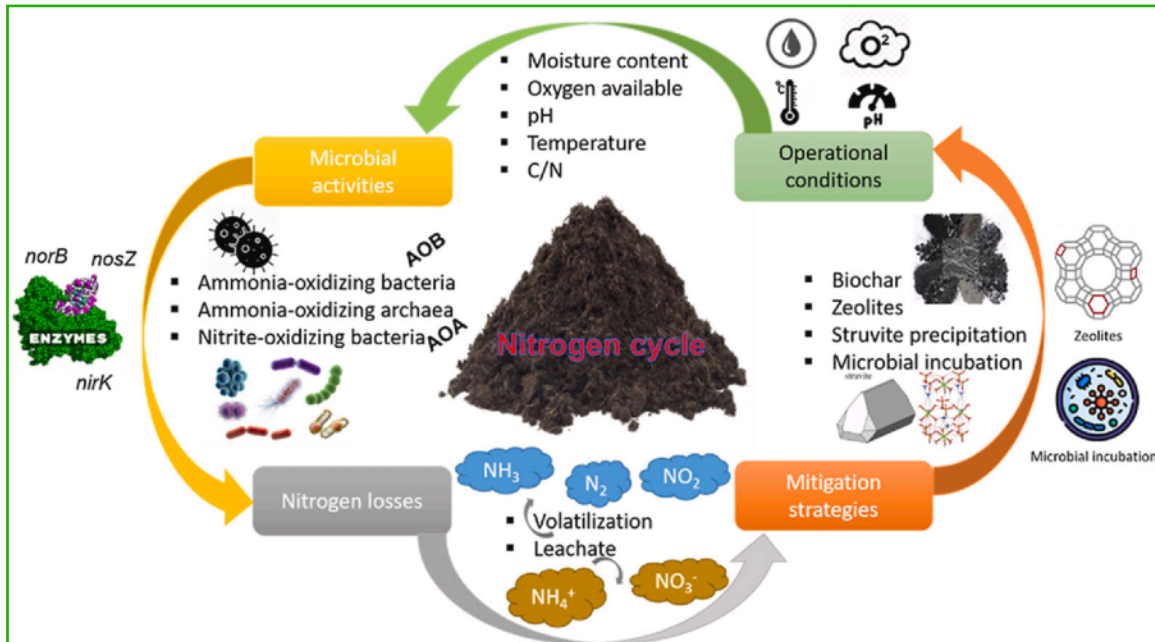 ▪ Moisture content
▪ Oxygen available
▪ pH
▪ Temperature
▪ C/N
O²
°C
pH
Microbial
activities
Operational
conditions
norB
nosZ
ENZYMES
nirK
AOB
▪ Ammonia-oxidizing bacteria
▪ Ammonia-oxidizing archaea
▪ Nitrite-oxidizing bacteria
AOA
Nitrogen cycle
▪ Biochar
▪ Zeolites
▪ Struvite precipitation
▪ Microbial incubation
struvite
Zeolites
Microbial incubation
Nitrogen losses
NH₃
N₂
NO₂
▪ Volatilization
▪ Leachate
NH₄⁺
NO₃⁻
Mitigation
strategies